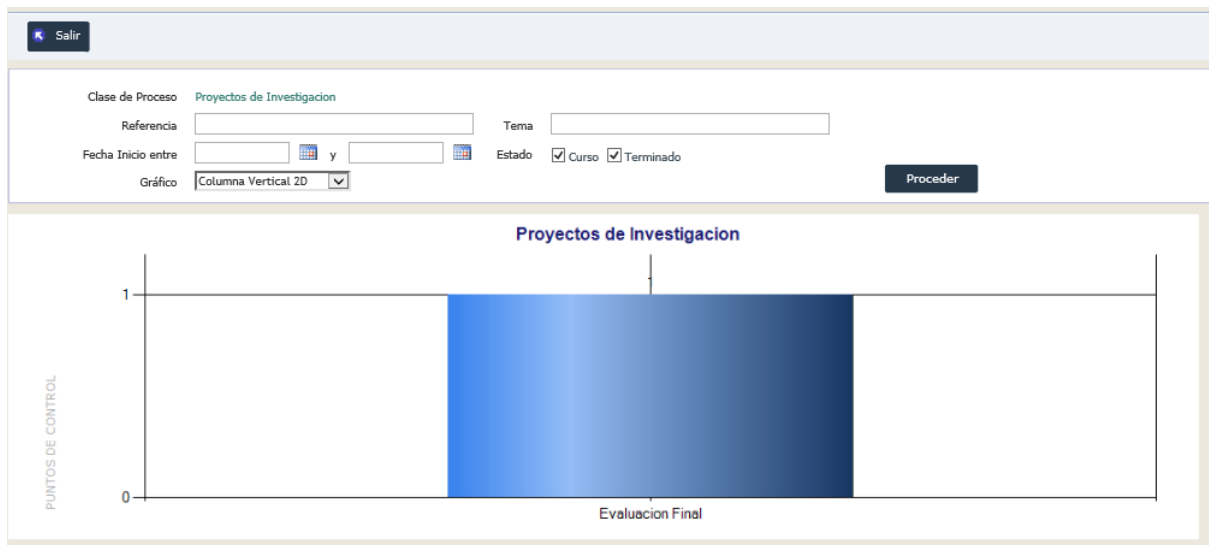 Salir
Clase de Proceso Proyectos de Investigacion
Referencia Tema
Fecha Inicio entre y Estado Curso Terminado
Gráfico Columna Vertical 2D Proceder
Proyectos de Investigacion
1
PUNTOS DE CONTROL
0
Evaluacion Final